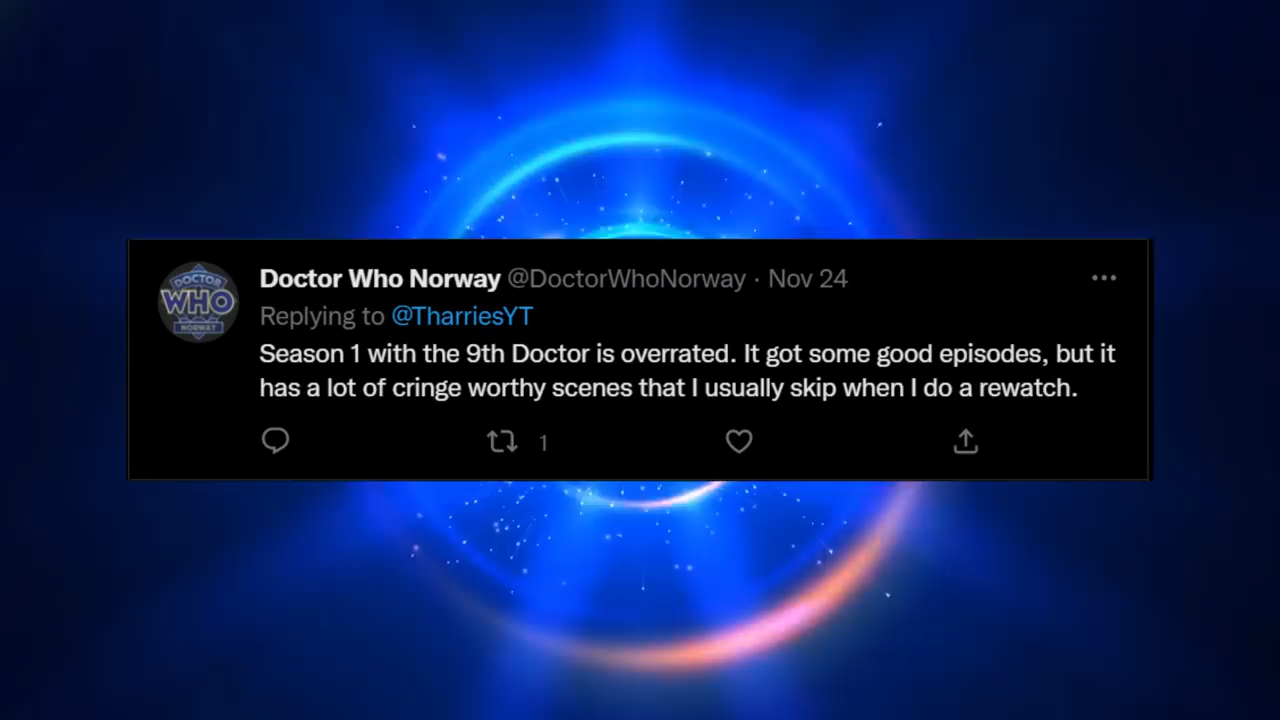 DOCTOR
WHO
NORWAY
Doctor Who Norway @DoctorWhoNorway · Nov 24
Replying to @TharriesYT
Season 1 with the 9th Doctor is overrated. It got some good episodes, but it
has a lot of cringe worthy scenes that I usually skip when I do a rewatch.
1